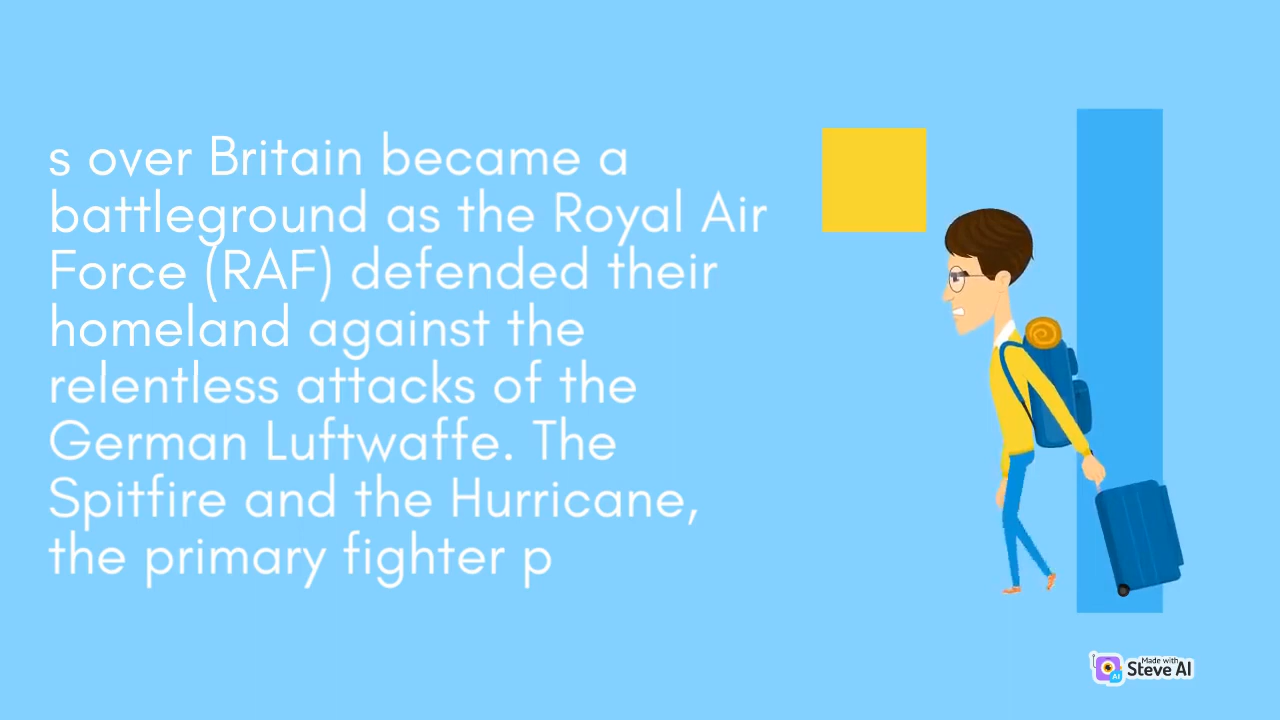 s over Britain became a
battleground as the Royal Air
Force (RAF) defended their
homeland against the
relentless attacks of the
German Luftwaffe. The
Spitfire and the Hurricane,
the primary fighter p
Made with
Steve AI
AI